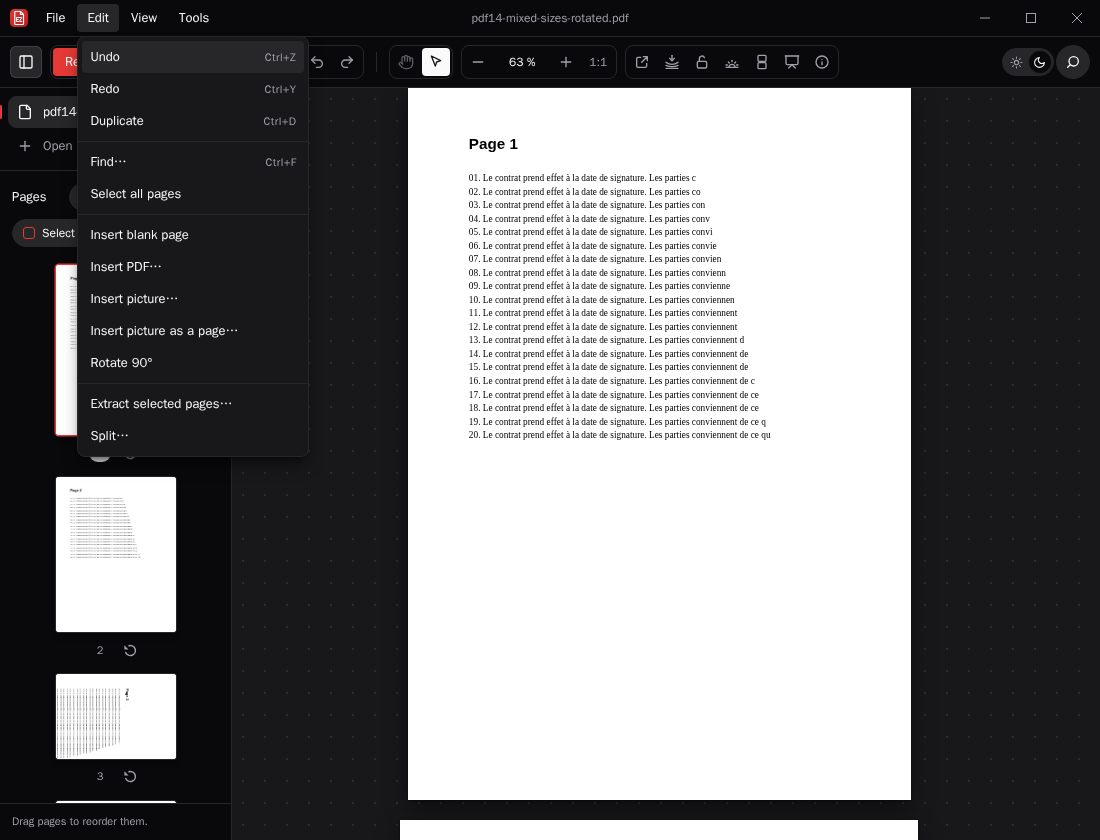 File Edit View Tools
pdf14-mixed-sizes-rotated.pdf
Re
63 % 1:1
pdf14-
Open
Pages
Select
Undo Ctrl+Z
Redo Ctrl+Y
Duplicate Ctrl+D
Find… Ctrl+F
Select all pages
Insert blank page
Insert PDF…
Insert picture…
Insert picture as a page…
Rotate 90°
Extract selected pages…
Split…
Page 2
2
3
Drag pages to reorder them.
Page 1
01. Le contrat prend effet à la date de signature. Les parties c
02. Le contrat prend effet à la date de signature. Les parties co
03. Le contrat prend effet à la date de signature. Les parties con
04. Le contrat prend effet à la date de signature. Les parties conv
05. Le contrat prend effet à la date de signature. Les parties convi
06. Le contrat prend effet à la date de signature. Les parties convie
07. Le contrat prend effet à la date de signature. Les parties convien
08. Le contrat prend effet à la date de signature. Les parties convienn
09. Le contrat prend effet à la date de signature. Les parties convienne
10. Le contrat prend effet à la date de signature. Les parties conviennen
11. Le contrat prend effet à la date de signature. Les parties conviennent
12. Le contrat prend effet à la date de signature. Les parties conviennent
13. Le contrat prend effet à la date de signature. Les parties conviennent d
14. Le contrat prend effet à la date de signature. Les parties conviennent de
15. Le contrat prend effet à la date de signature. Les parties conviennent de
16. Le contrat prend effet à la date de signature. Les parties conviennent de c
17. Le contrat prend effet à la date de signature. Les parties conviennent de ce
18. Le contrat prend effet à la date de signature. Les parties conviennent de ce
19. Le contrat prend effet à la date de signature. Les parties conviennent de ce q
20. Le contrat prend effet à la date de signature. Les parties conviennent de ce qu